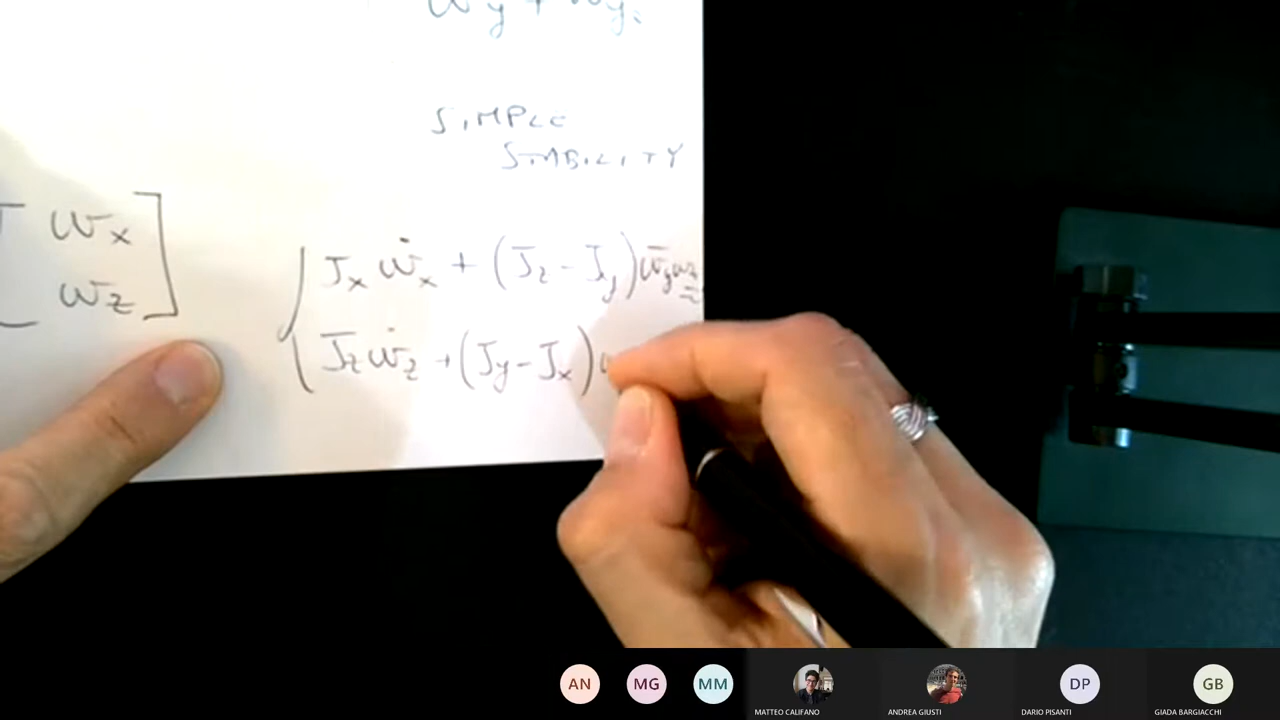 SIMPLE
STABILITY
ωx
ωz
Jx ω̇x + (Jz - Jy) ω̄y ωz
Jz ω̇z + (Jy - Jx)
AN
MG
MM
DP
GB
MATTEO CALIFANO
ANDREA GIUSTI
DARIO PISANTI
GIADA BARGIACCHI